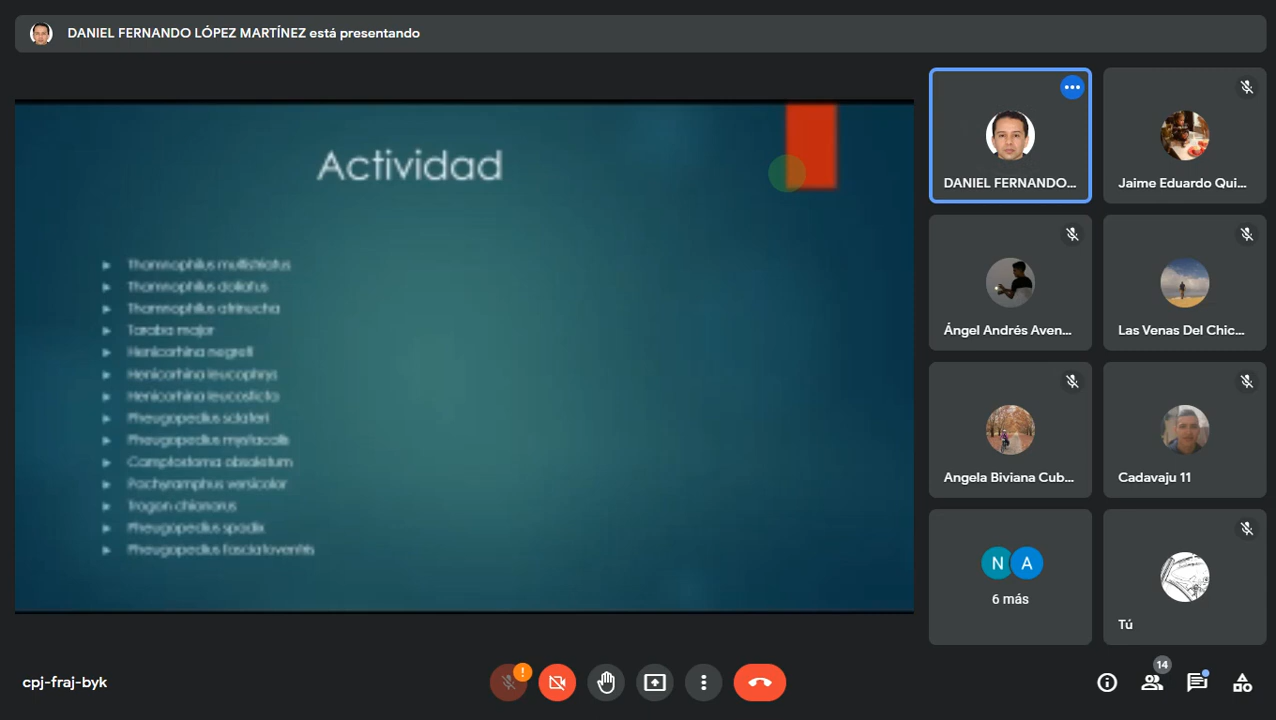 DANIEL FERNANDO LÓPEZ MARTÍNEZ está presentando
Actividad
Thamnophilus multistriatus
Thamnophilus doliatus
Thamnophilus atrinucha
Taraba major
Henicorhina negreti
Henicorhina leucophrys
Henicorhina leucosticta
Pheugopedius sclateri
Pheugopedius mystacalis
Camptostoma obsoletum
Pachyramphus versicolor
Trogon chionurus
Pheugopedius spadix
Pheugopedius fasciatoventris
DANIEL FERNANDO...
Jaime Eduardo Qui...
Ángel Andrés Aven...
Las Venas Del Chic...
Angela Biviana Cub...
Cadavaju 11
N A
6 más
Tú
cpj-fraj-byk
14